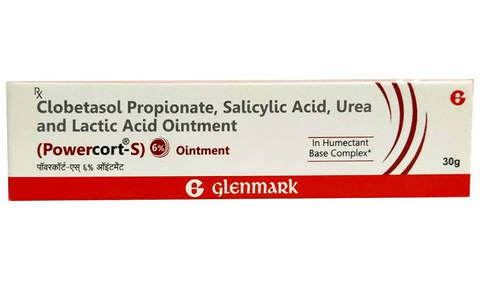 Rx
Clobetasol Propionate, Salicylic Acid, Urea
and Lactic Acid Ointment
(Powercort®-S) 6% Ointment
पॉवरकॉर्ट-एस् ६% ऑइंटमेंट
In Humectant
Base Complex*
30g
G glenmark